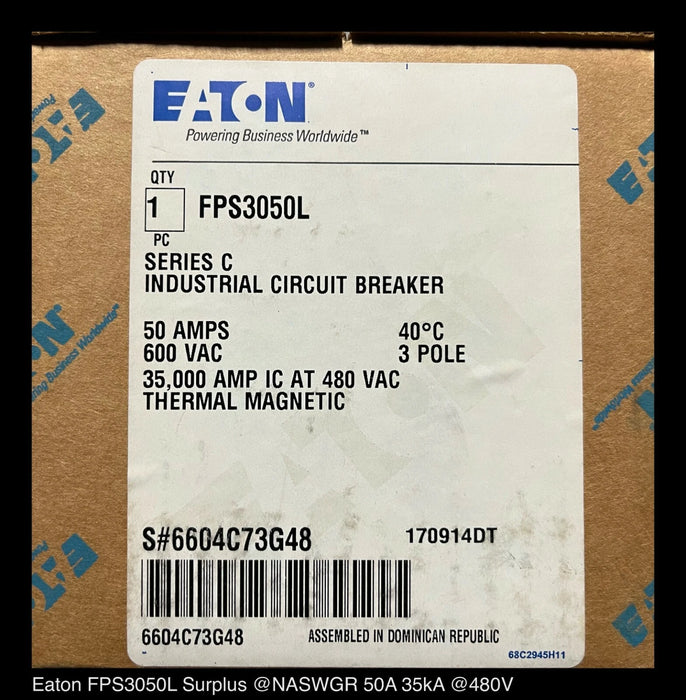 EATON®
Powering Business Worldwide™
QTY
1 FPS3050L
PC
SERIES C
INDUSTRIAL CIRCUIT BREAKER
50 AMPS 40°C
600 VAC 3 POLE
35,000 AMP IC AT 480 VAC
THERMAL MAGNETIC
S#6604C73G48 170914DT
6604C73G48 ASSEMBLED IN DOMINICAN REPUBLIC
68C2945H11
Eaton FPS3050L Surplus @NASWGR 50A 35kA @480V